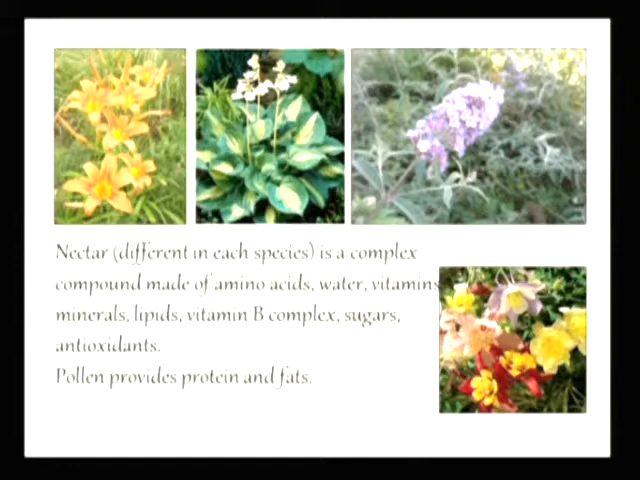 Nectar (different in each species) is a complex
compound made of amino acids, water, vitamins
minerals, lipids, vitamin B complex, sugars,
antioxidants.
Pollen provides protein and fats.